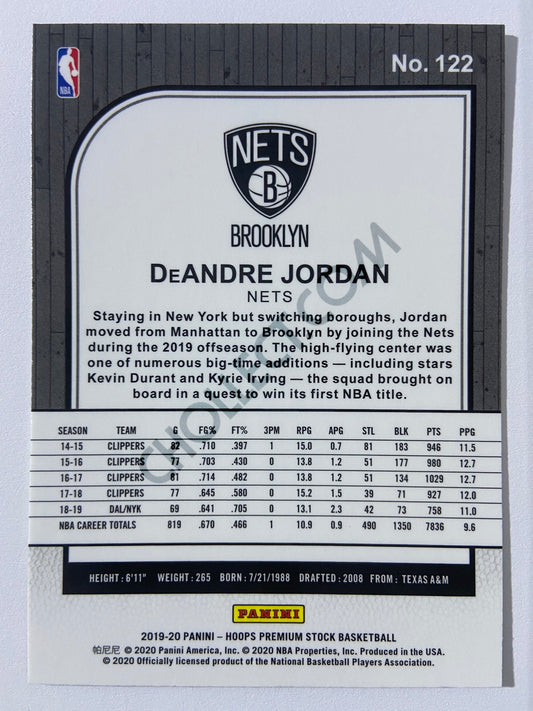 NBA
No. 122
NETS
B
BROOKLYN
DeANDRE JORDAN
NETS
Staying in New York but switching boroughs, Jordan
moved from Manhattan to Brooklyn by joining the Nets
during the 2019 offseason. The high-flying center was
one of numerous big-time additions — including stars
Kevin Durant and Kyrie Irving — the squad brought on
board in a quest to win its first NBA title.
SEASON TEAM G FG% FT% 3PM RPG APG STL BLK PTS PPG
14-15 CLIPPERS 82 .710 .397 1 15.0 0.7 81 183 946 11.5
15-16 CLIPPERS 77 .703 .430 0 13.8 1.2 51 177 980 12.7
16-17 CLIPPERS 81 .714 .482 0 13.8 1.2 51 134 1029 12.7
17-18 CLIPPERS 77 .645 .580 0 15.2 1.5 39 71 927 12.0
18-19 DAL/NYK 69 .641 .705 0 13.1 2.3 42 73 758 11.0
NBA CAREER TOTALS 819 .670 .466 1 10.9 0.9 490 1350 7836 9.6
HEIGHT: 6'11" WEIGHT: 265 BORN: 7/21/1988 DRAFTED: 2008 FROM: TEXAS A&M
PANINI
2019-20 PANINI – HOOPS PREMIUM STOCK BASKETBALL
帕尼尼 © 2020 Panini America, Inc. © 2020 NBA Properties, Inc. Produced in the USA.
© 2020 Officially licensed product of the National Basketball Players Association.
CHOLLECT.COM